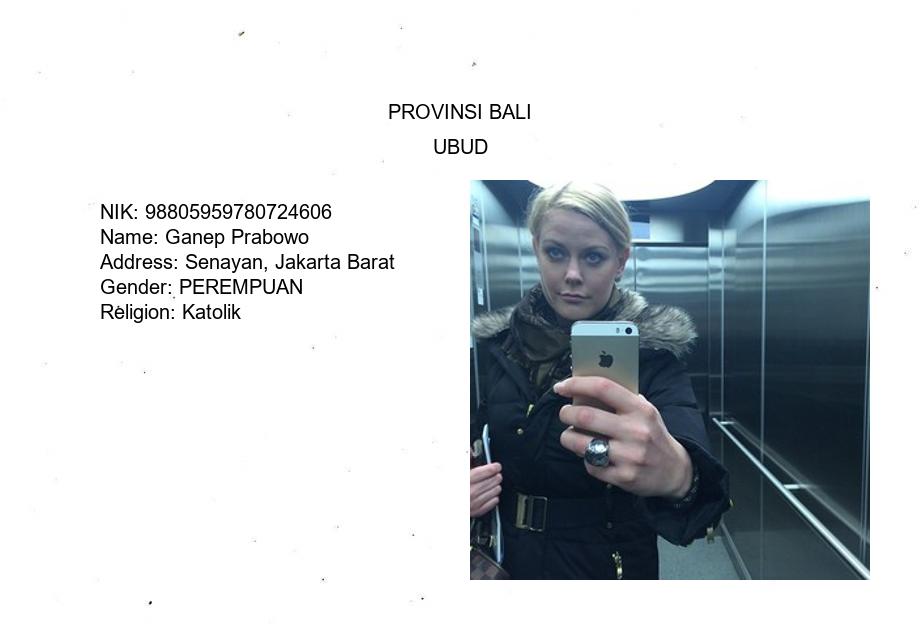 PROVINSI BALI
UBUD
NIK: 98805959780724606
Name: Ganep Prabowo
Address: Senayan, Jakarta Barat
Gender: PEREMPUAN
Religion: Katolik